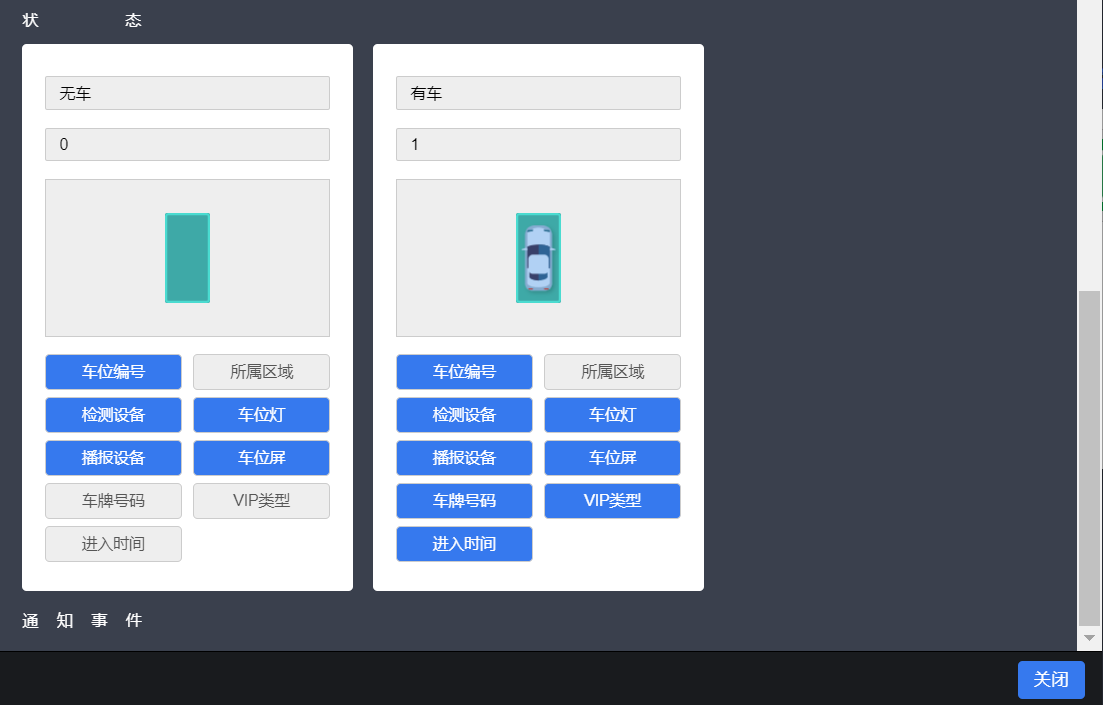 状 态
无车
0
车位编号 所属区域
检测设备 车位灯
播报设备 车位屏
车牌号码 VIP类型
进入时间
有车
1
车位编号 所属区域
检测设备 车位灯
播报设备 车位屏
车牌号码 VIP类型
进入时间
通 知 事 件
关闭